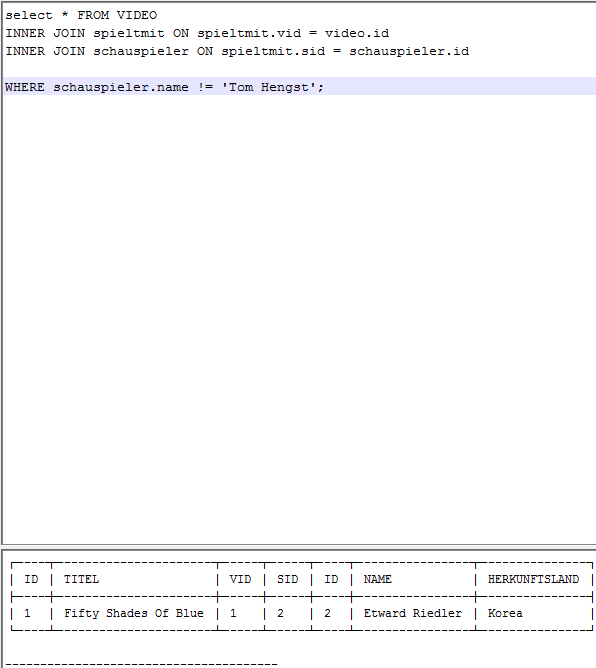 select * FROM VIDEO
INNER JOIN spieltmit ON spieltmit.vid = video.id
INNER JOIN schauspieler ON spieltmit.sid = schauspieler.id
WHERE schauspieler.name != 'Tom Hengst';
| ID | TITEL | VID | SID | ID | NAME | HERKUNFTSLAND |
| 1 | Fifty Shades Of Blue | 1 | 2 | 2 | Etward Riedler | Korea |